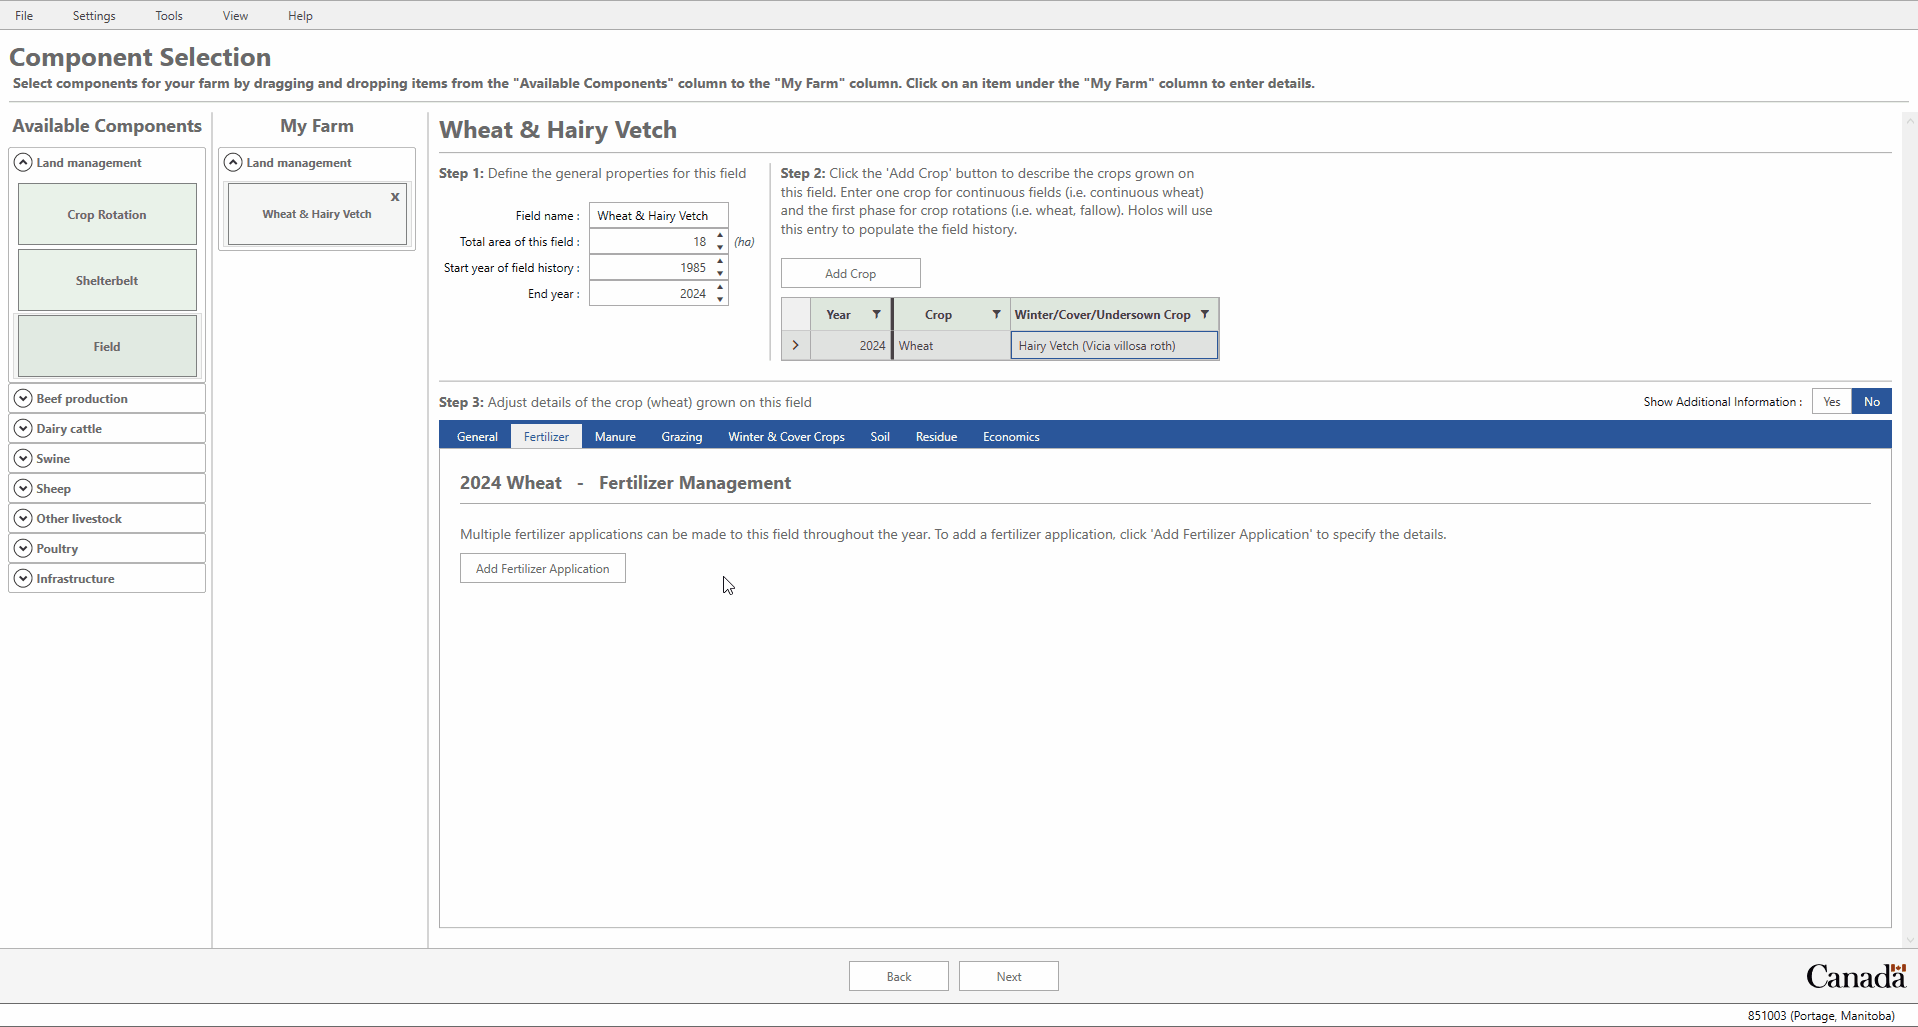 File Settings Tools View Help
Component Selection
Select components for your farm by dragging and dropping items from the "Available Components" column to the "My Farm" column. Click on an item under the "My Farm" column to enter details.
Available Components
Land management
Crop Rotation
Shelterbelt
Field
Beef production
Dairy cattle
Swine
Sheep
Other livestock
Poultry
Infrastructure
My Farm
Land management
Wheat & Hairy Vetch x
Wheat & Hairy Vetch
Step 1: Define the general properties for this field
Field name : Wheat & Hairy Vetch
Total area of this field : 18 (ha)
Start year of field history : 1985
End year : 2024
Step 2: Click the 'Add Crop' button to describe the crops grown on
this field. Enter one crop for continuous fields (i.e. continuous wheat)
and the first phase for crop rotations (i.e. wheat, fallow). Holos will use
this entry to populate the field history.
Add Crop
Year Crop Winter/Cover/Undersown Crop
2024 Wheat Hairy Vetch (Vicia villosa roth)
Step 3: Adjust details of the crop (wheat) grown on this field
Show Additional Information : Yes No
General Fertilizer Manure Grazing Winter & Cover Crops Soil Residue Economics
2024 Wheat - Fertilizer Management
Multiple fertilizer applications can be made to this field throughout the year. To add a fertilizer application, click 'Add Fertilizer Application' to specify the details.
Add Fertilizer Application
Back Next
Canada
851003 (Portage, Manitoba)